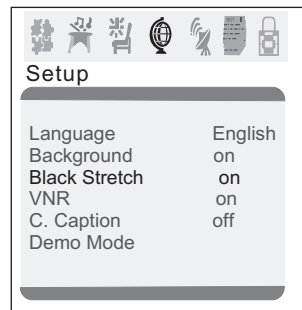 Setup
Language English
Background on
Black Stretch on
VNR on
C. Caption off
Demo Mode